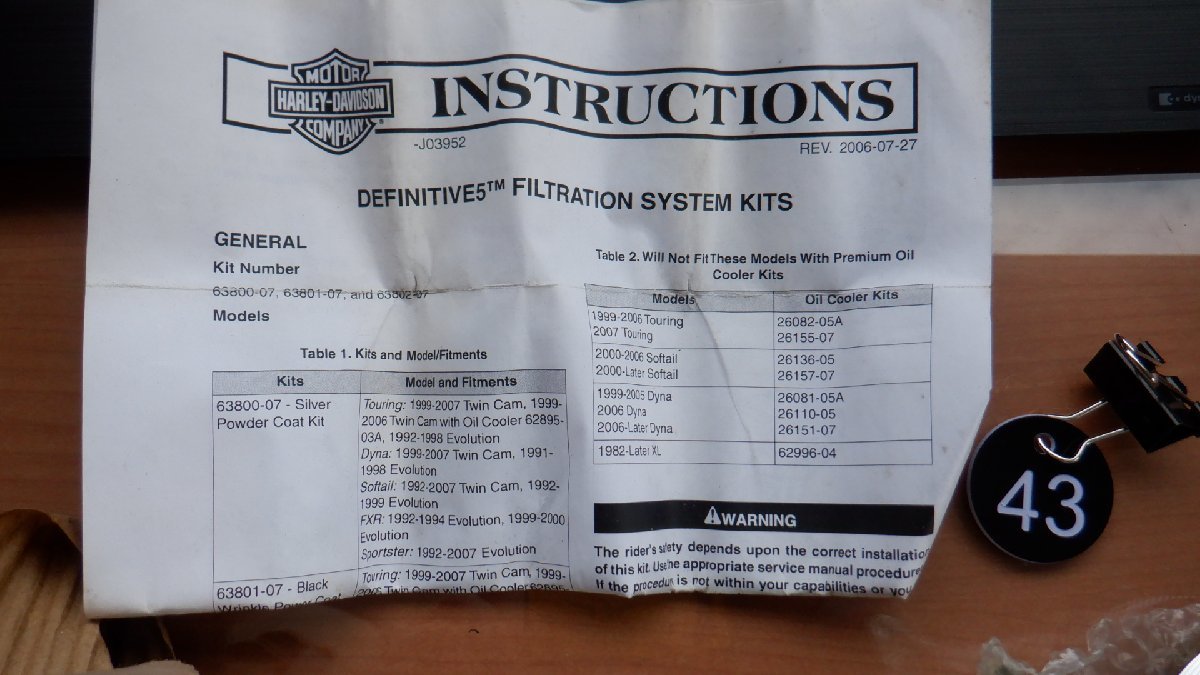 MOTOR
HARLEY-DAVIDSON
COMPANY
®
INSTRUCTIONS
-J03952
REV. 2006-07-27
DEFINITIVE5™ FILTRATION SYSTEM KITS
GENERAL
Kit Number
63800-07, 63801-07, and 63802-07
Models
Table 1. Kits and Model/Fitments
Kits
Model and Fitments
63800-07 - Silver
Powder Coat Kit
Touring: 1999-2007 Twin Cam, 1999-
2006 Twin Cam with Oil Cooler 62895-
03A, 1992-1998 Evolution
Dyna: 1999-2007 Twin Cam, 1991-
1998 Evolution
Softail: 1992-2007 Twin Cam, 1992-
1999 Evolution
FXR: 1992-1994 Evolution, 1999-2000
Evolution
Sportster: 1992-2007 Evolution
63801-07 - Black
Touring: 1999-2007 Twin Cam, 1999-
Twin Cam with Oil Cooler
Table 2. Will Not Fit These Models With Premium Oil
Cooler Kits
Models
Oil Cooler Kits
1999-2006 Touring
26082-05A
2007 Touring
26155-07
2000-2006 Softail
26136-05
2000-Later Softail
26157-07
1999-2005 Dyna
26081-05A
2006 Dyna
26110-05
2006-Later Dyna
26151-07
1982-Later XL
62996-04
WARNING
The rider's safety depends upon the correct installation
of this kit. Use the appropriate service manual procedure
If the procedure is not within your capabilities or you
43